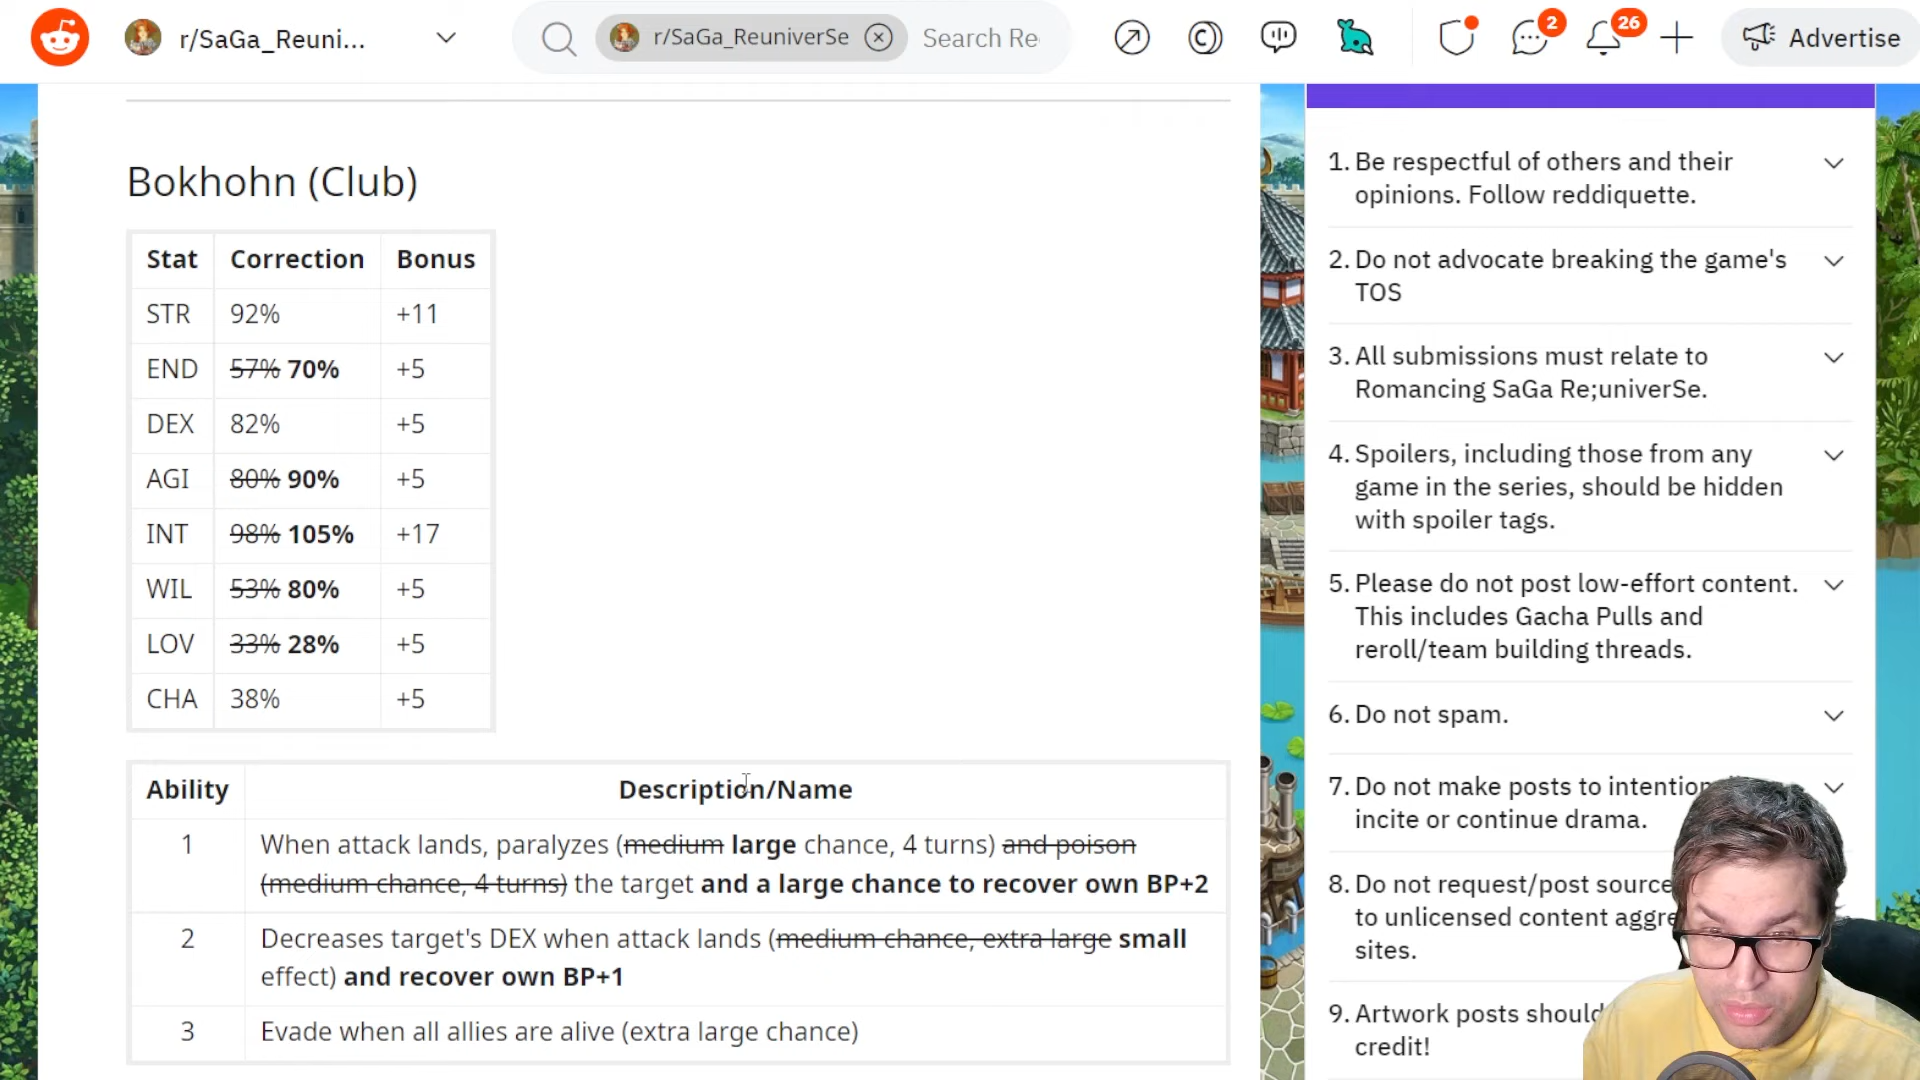 r/SaGa_Reuni...
r/SaGa_ReuniverSe
Search Re
2
26
Advertise
Bokhohn (Club)
Stat Correction Bonus
STR 92% +11
END 57% 70% +5
DEX 82% +5
AGI 80% 90% +5
INT 98% 105% +17
WIL 53% 80% +5
LOV 33% 28% +5
CHA 38% +5
Ability Description/Name
1 When attack lands, paralyzes (medium large chance, 4 turns) and poison
(medium chance, 4 turns) the target and a large chance to recover own BP+2
2 Decreases target's DEX when attack lands (medium chance, extra large small
effect) and recover own BP+1
3 Evade when all allies are alive (extra large chance)
1. Be respectful of others and their
opinions. Follow reddiquette.
2. Do not advocate breaking the game's
TOS
3. All submissions must relate to
Romancing SaGa Re;univerSe.
4. Spoilers, including those from any
game in the series, should be hidden
with spoiler tags.
5. Please do not post low-effort content.
This includes Gacha Pulls and
reroll/team building threads.
6. Do not spam.
7. Do not make posts to
incite or continue drama.
8. Do not request/post
to unlicensed content
sites.
9. Artwork posts
credit!